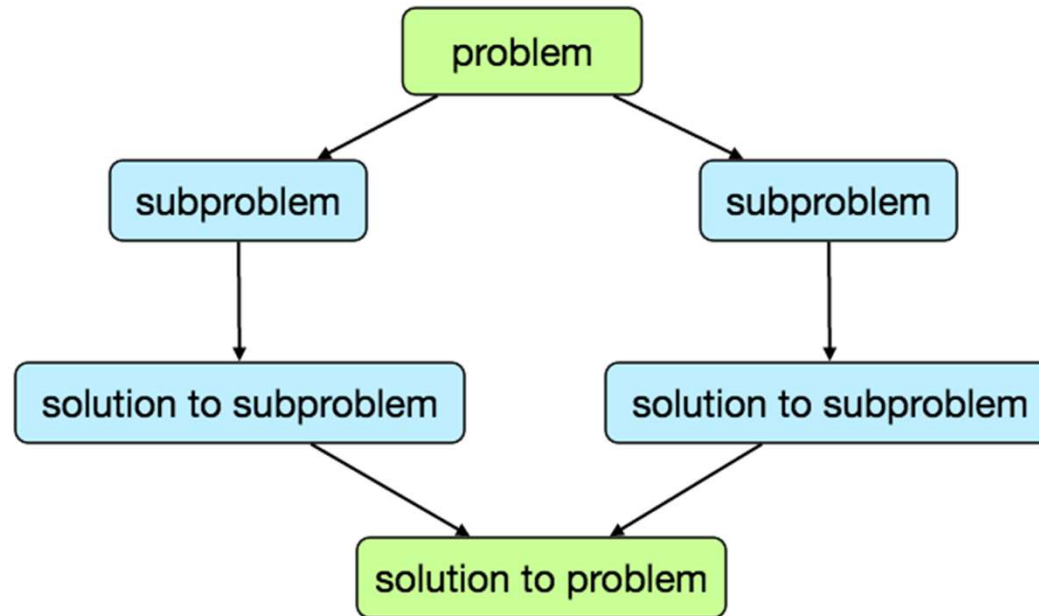 problem
subproblem
subproblem
solution to subproblem
solution to subproblem
solution to problem